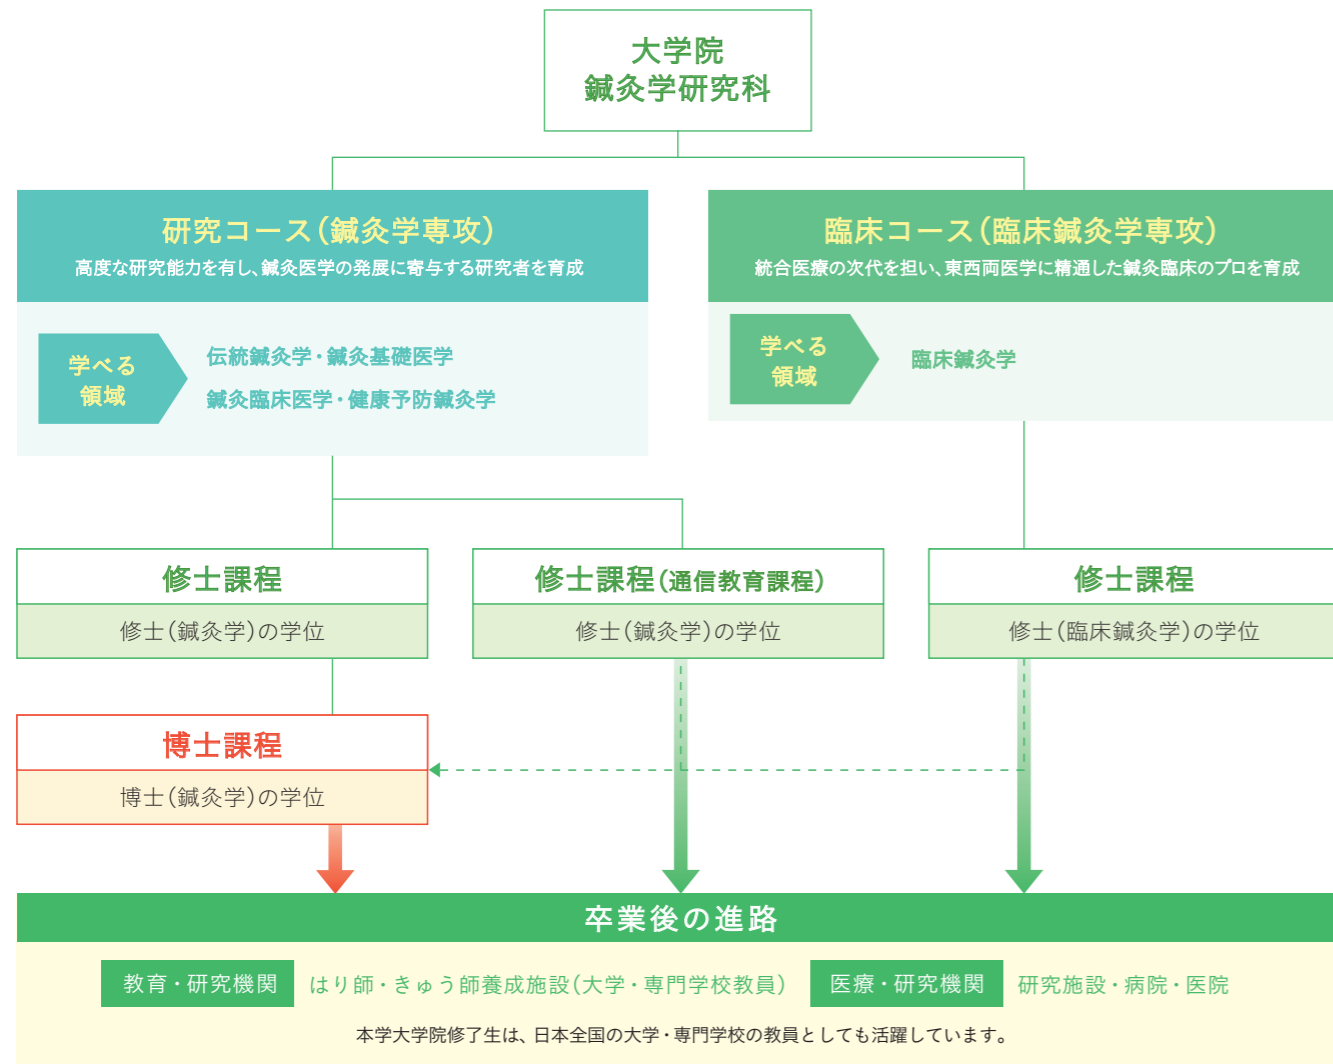 大学院
鍼灸学研究科
研究コース(鍼灸学専攻)
高度な研究能力を有し、鍼灸医学の発展に寄与する研究者を育成
学べる
領域
伝統鍼灸学・鍼灸基礎医学
鍼灸臨床医学・健康予防鍼灸学
臨床コース(臨床鍼灸学専攻)
統合医療の次代を担い、東西両医学に精通した鍼灸臨床のプロを育成
学べる
領域
臨床鍼灸学
修士課程
修士(鍼灸学)の学位
修士課程(通信教育課程)
修士(鍼灸学)の学位
修士課程
修士(臨床鍼灸学)の学位
博士課程
博士(鍼灸学)の学位
卒業後の進路
教育・研究機関 はり師・きゅう師養成施設(大学・専門学校教員) 医療・研究機関 研究施設・病院・医院
本学大学院修了生は、日本全国の大学・専門学校の教員としても活躍しています。